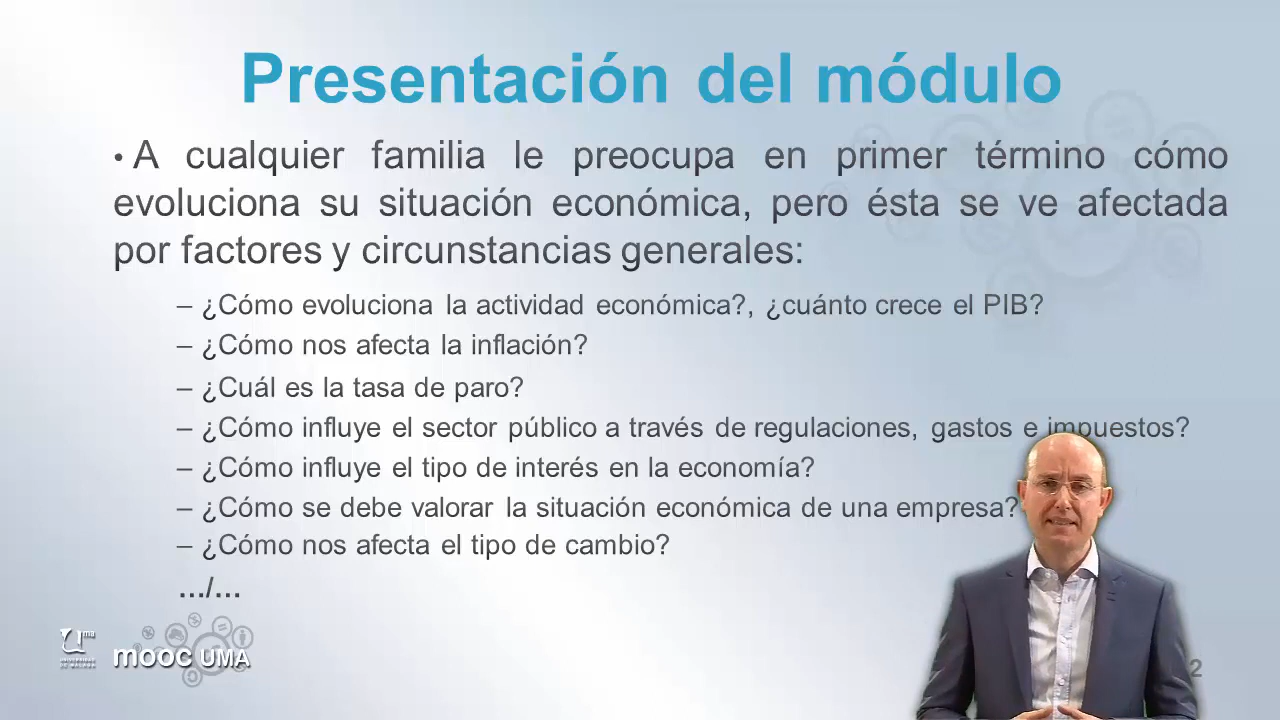 Presentación del módulo
• A cualquier familia le preocupa en primer término cómo
evoluciona su situación económica, pero ésta se ve afectada
por factores y circunstancias generales:
– ¿Cómo evoluciona la actividad económica?, ¿cuánto crece el PIB?
– ¿Cómo nos afecta la inflación?
– ¿Cuál es la tasa de paro?
– ¿Cómo influye el sector público a través de regulaciones, gastos e impuestos?
– ¿Cómo influye el tipo de interés en la economía?
– ¿Cómo se debe valorar la situación económica de una empresa?
– ¿Cómo nos afecta el tipo de cambio?
.../...
uma
UNIVERSIDAD
DE MÁLAGA
mooc UMA
2